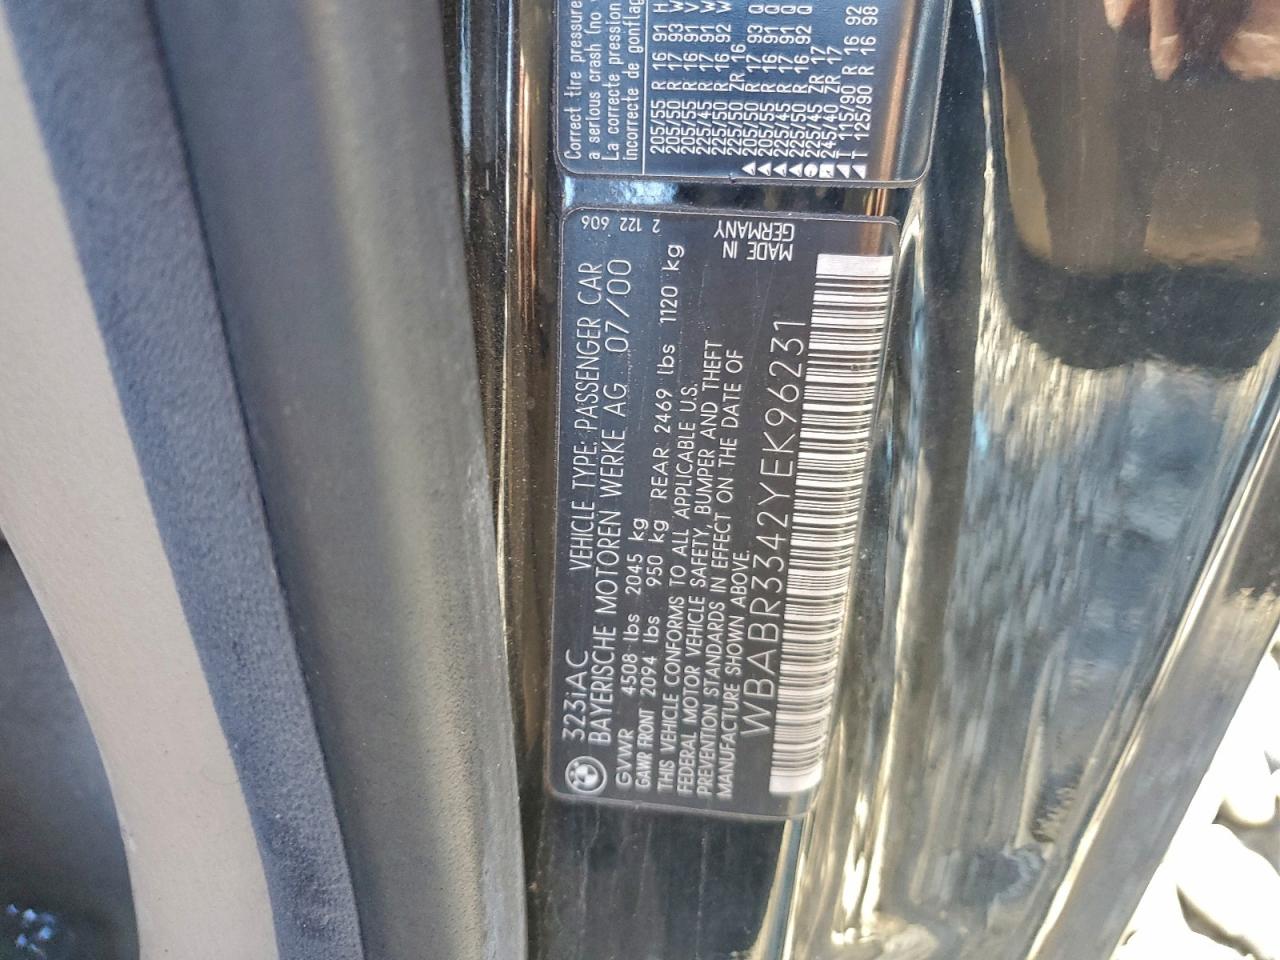 323iAC VEHICLE TYPE: PASSENGER CAR
BAYERISCHE MOTOREN WERKE AG 07/00
GVWR 4508 lbs 2045 kg
GAWR FRONT 2094 lbs 950 kg REAR 2469 lbs 1120 kg
THIS VEHICLE CONFORMS TO ALL APPLICABLE U.S.
FEDERAL MOTOR VEHICLE SAFETY, BUMPER AND THEFT
PREVENTION STANDARDS IN EFFECT ON THE DATE OF
MANUFACTURE SHOWN ABOVE.
WBABR3342YEK96231
2 122 606
MADE IN
GERMANY
Correct tire pressure
a serious crash (no
La correcte pression
incorrecte de gonflag
205/55 R 16 91 H
205/50 R 17 93 W
205/55 R 16 91 V
225/45 R 17 91 W
225/50 R 16 92 W
225/50 ZR 16
205/50 R 17 93 Q
205/55 R 16 91 Q
225/45 R 17 91 Q
225/50 R 16 92 Q
225/45 ZR 17
245/40 ZR 17
T 115/90 R 16 92
T 125/90 R 16 98